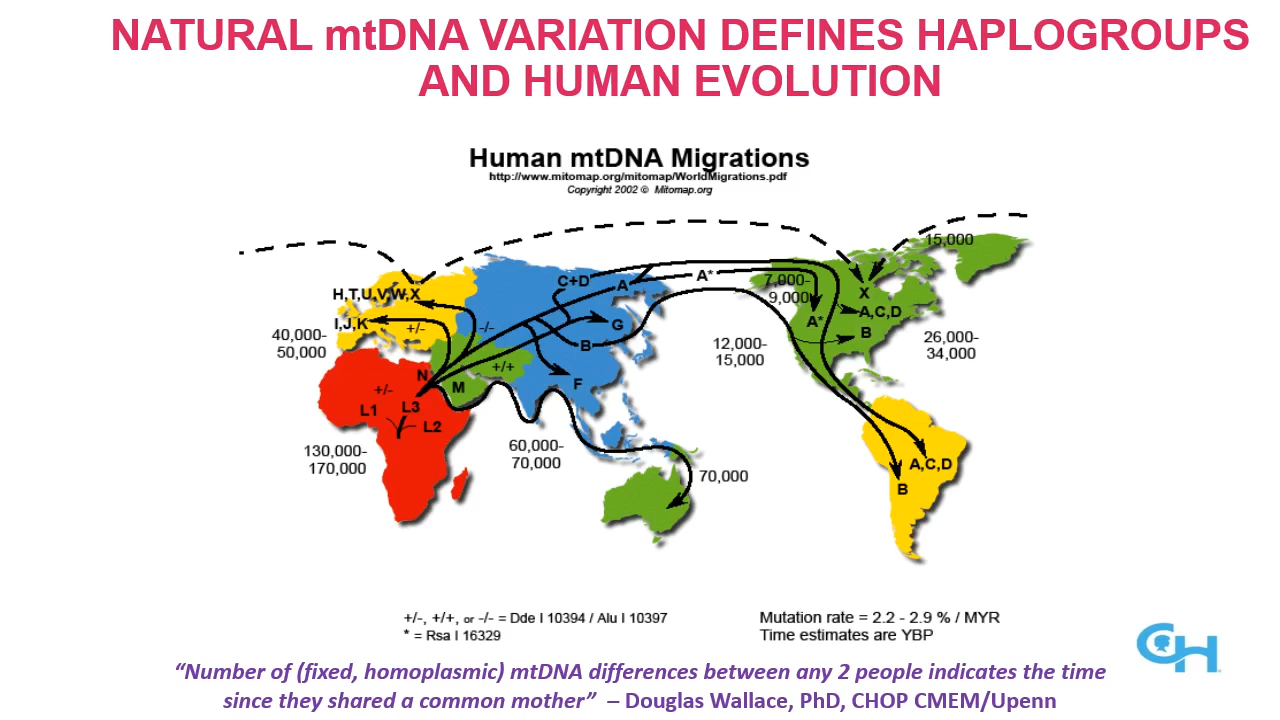 NATURAL mtDNA VARIATION DEFINES HAPLOGROUPS
AND HUMAN EVOLUTION
Human mtDNA Migrations
http://www.mitomap.org/mitomap/WorldMigrations.pdf
Copyright 2002 © Mitomap.org
15,000
C+D
A
A*
7,000-
9,000
H,T,U,V,W,X
X
I,J,K
+/-
-/-
G
A*
A,C,D
B
B
40,000-
50,000
12,000-
15,000
26,000-
34,000
N
M
+/+
F
+/-
L1
L3
L2
130,000-
170,000
60,000-
70,000
70,000
A,C,D
B
+/-, +/+, or -/- = Dde I 10394 / Alu I 10397
* = Rsa I 16329
Mutation rate = 2.2 - 2.9 % / MYR
Time estimates are YBP
CH
“Number of (fixed, homoplasmic) mtDNA differences between any 2 people indicates the time
since they shared a common mother” – Douglas Wallace, PhD, CHOP CMEM/Upenn